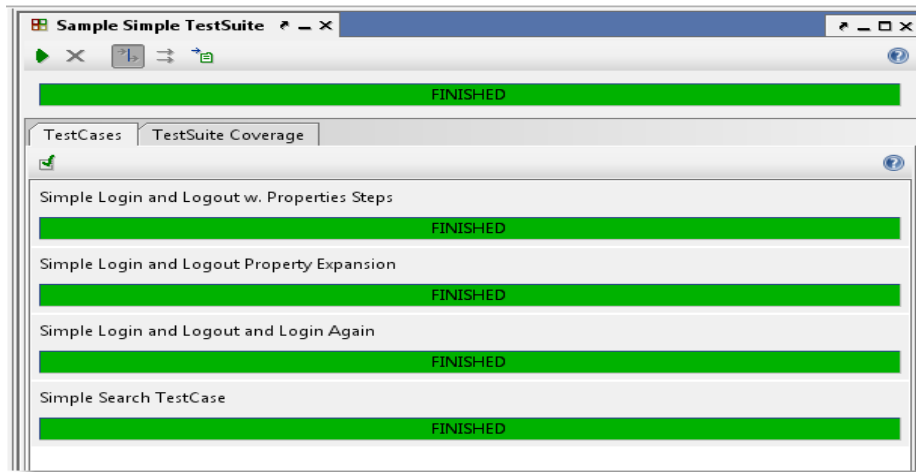 Sample Simple TestSuite
FINISHED
TestCases TestSuite Coverage
Simple Login and Logout w. Properties Steps
FINISHED
Simple Login and Logout Property Expansion
FINISHED
Simple Login and Logout and Login Again
FINISHED
Simple Search TestCase
FINISHED